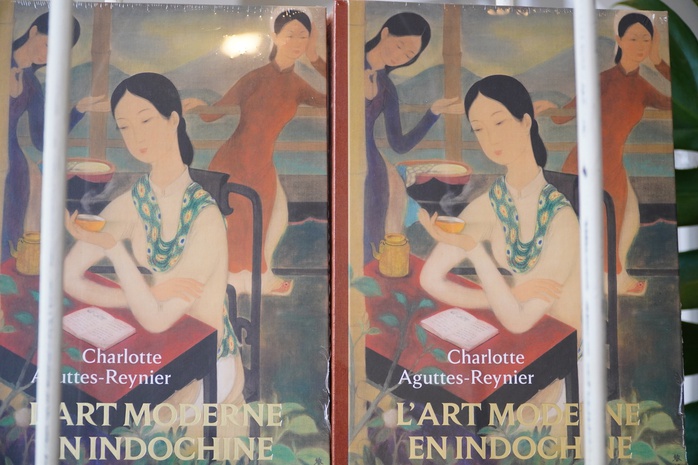 Charlotte
Aguttes-Reynier
L'ART MODERNE
EN INDOCHINE
Charlotte
Aguttes-Reynier
L'ART MODERNE
EN INDOCHINE